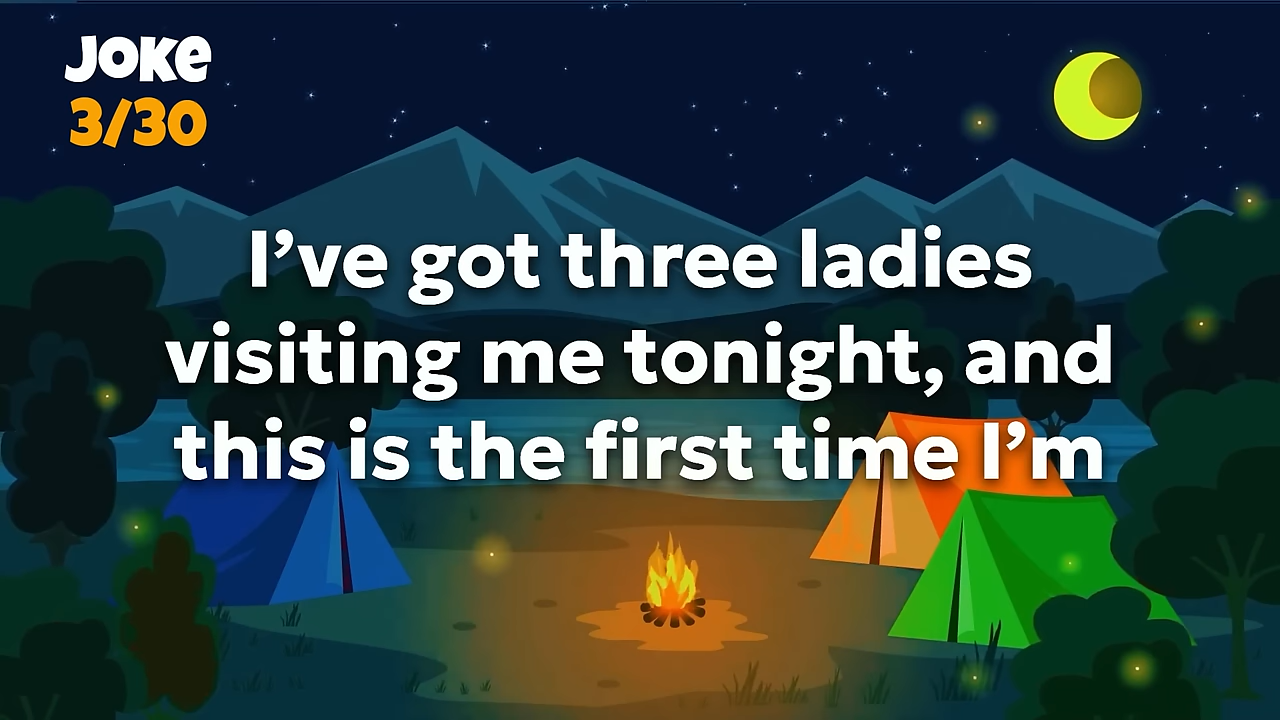 Joke
3/30
I’ve got three ladies
visiting me tonight, and
this is the first time I’m